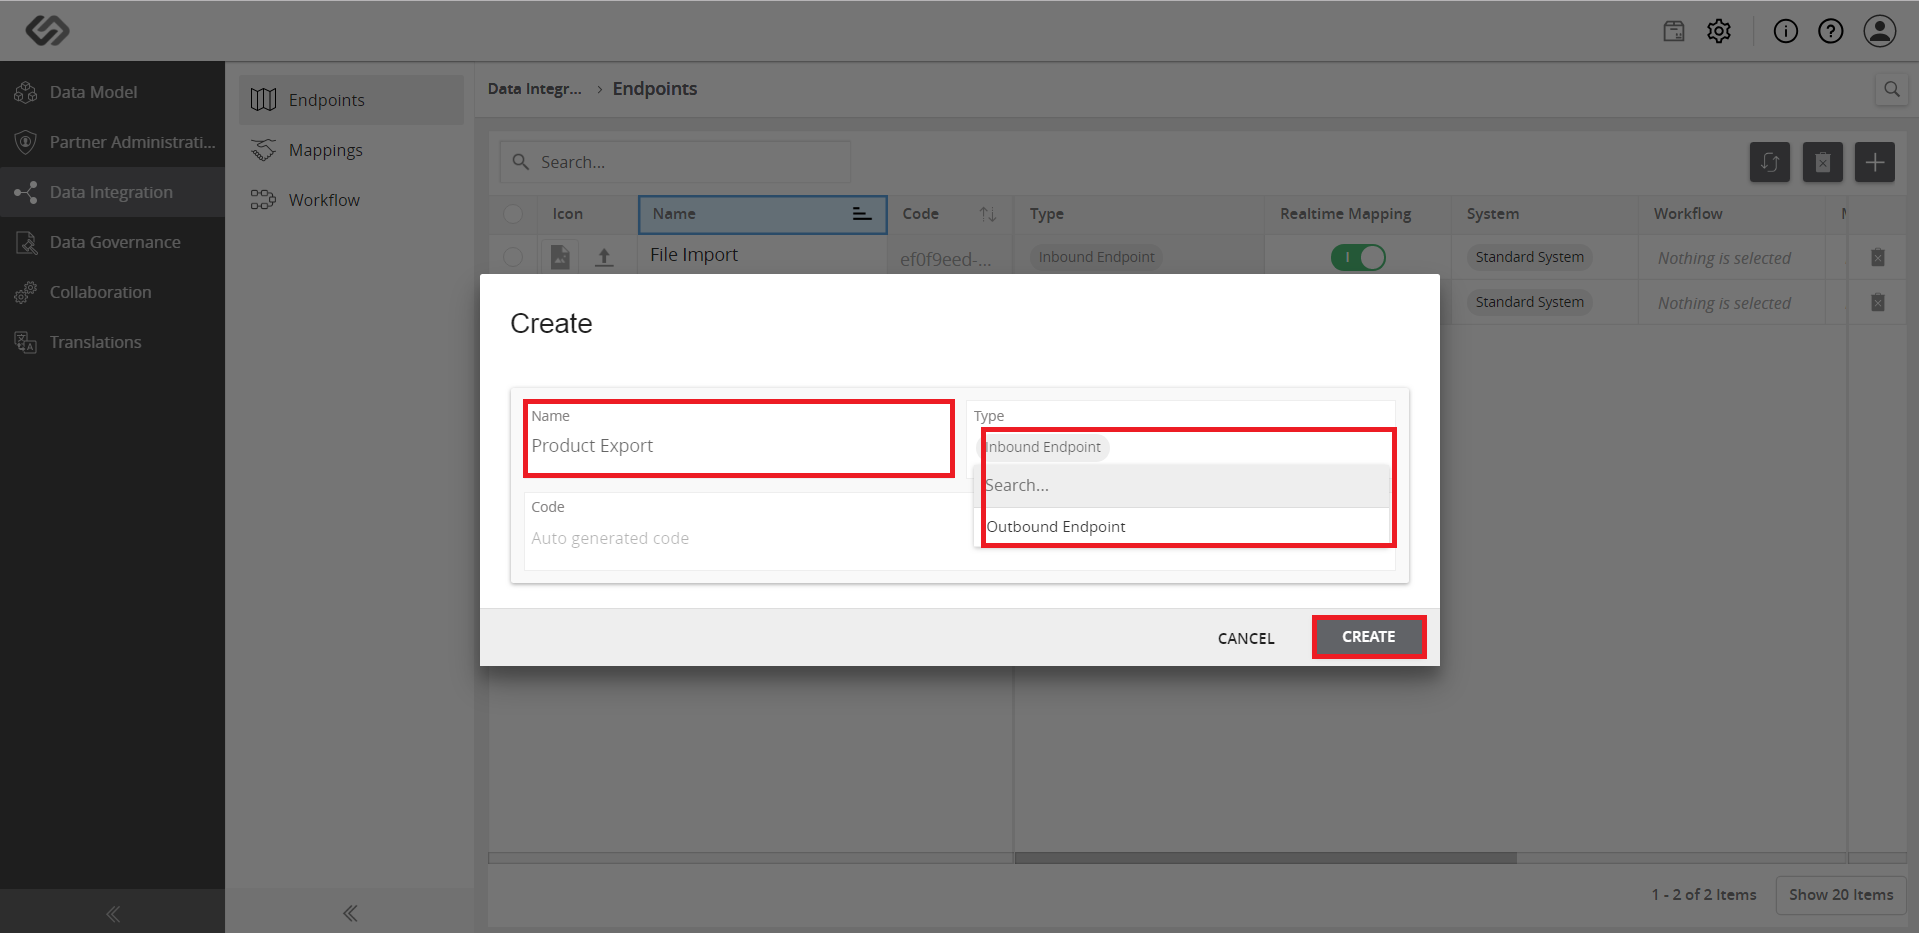 Data Model
Partner Administrati...
Data Integration
Data Governance
Collaboration
Translations
Endpoints
Mappings
Workflow
Data Integr... › Endpoints
Search...
Icon Name Code Type Realtime Mapping System Workflow
File Import ef0f9eed-... Inbound Endpoint Standard System Nothing is selected
Standard System Nothing is selected
Create
Name
Product Export
Type
Inbound Endpoint
Search...
Outbound Endpoint
Code
Auto generated code
CANCEL CREATE
1 - 2 of 2 Items Show 20 Items